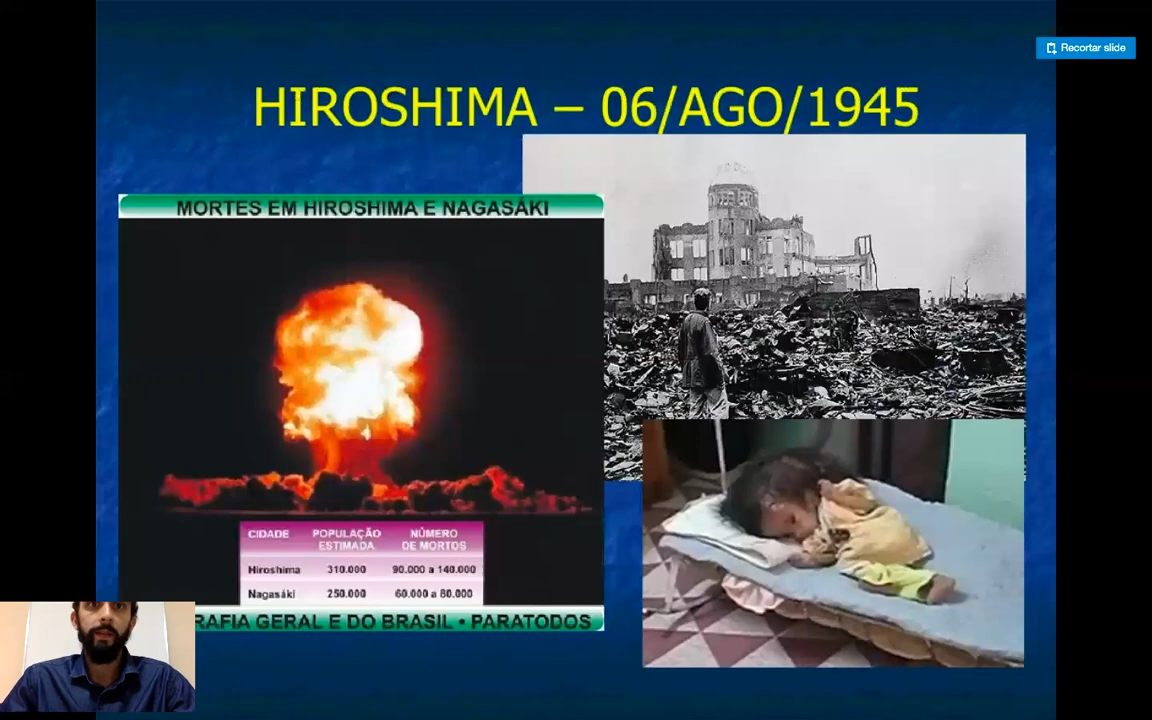 Recortar slide
HIROSHIMA – 06/AGO/1945
MORTES EM HIROSHIMA E NAGASÁKI
CIDADE POPULAÇÃO ESTIMADA NÚMERO DE MORTOS
Hiroshima 310.000 90.000 a 140.000
Nagasáki 250.000 60.000 a 80.000
RAFIA GERAL E DO BRASIL • PARATODOS